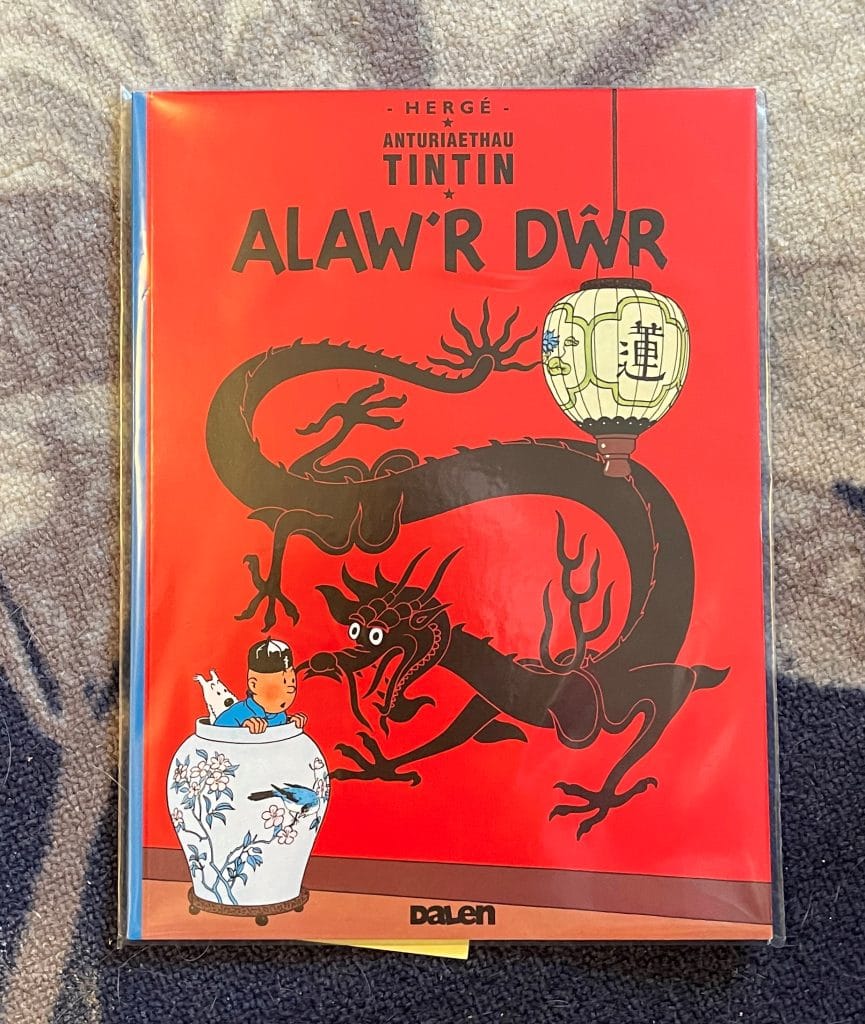 - HERGÉ -
ANTURIAETHAU
TINTIN
ALAW'R DŴR
蓮
DALEN